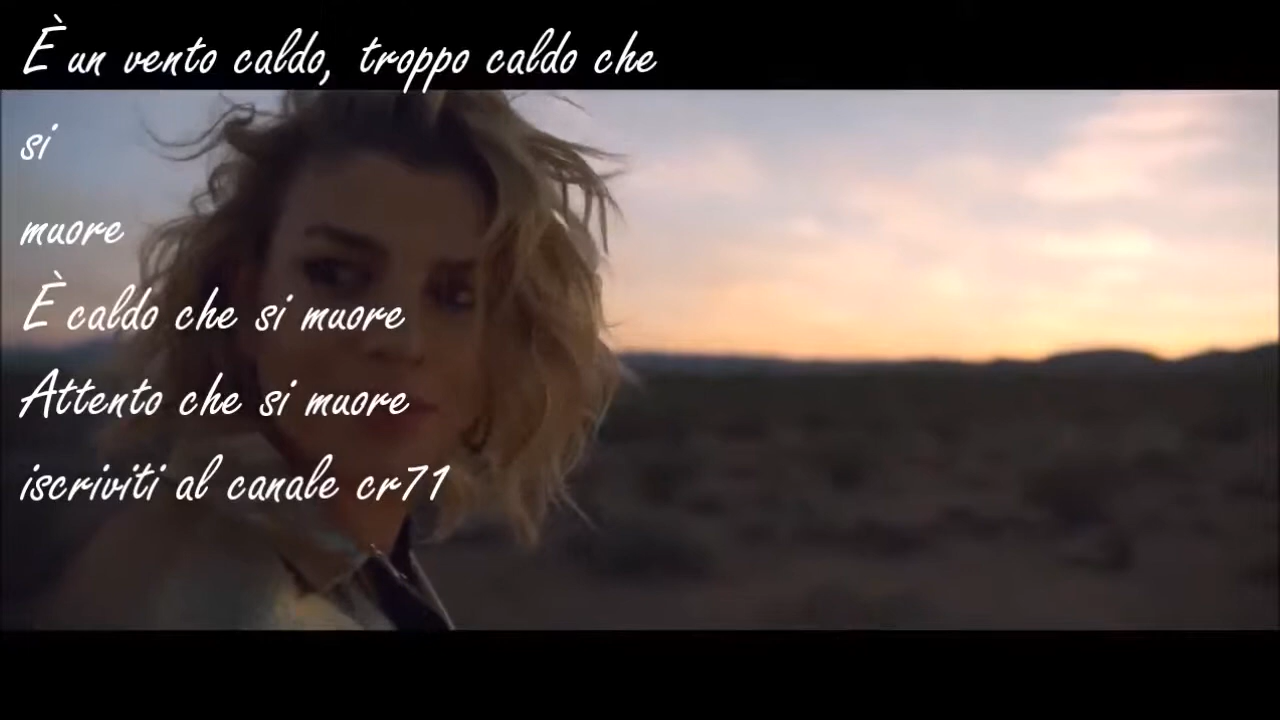 È un vento caldo, troppo caldo che
si
muore
È caldo che si muore
Attento che si muore
iscriviti al canale cr71